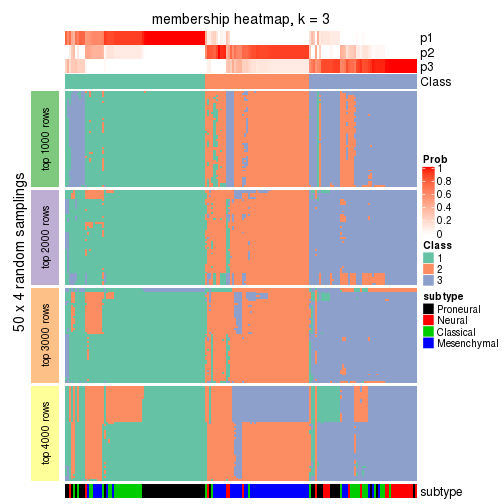 membership heatmap, k = 3
p1
p2
p3
Class
50 x 4 random samplings
top 1000 rows
top 2000 rows
top 3000 rows
top 4000 rows
Prob
1
0.8
0.6
0.4
0.2
0
Class
1
2
3
subtype
Proneural
Neural
Classical
Mesenchymal
subtype